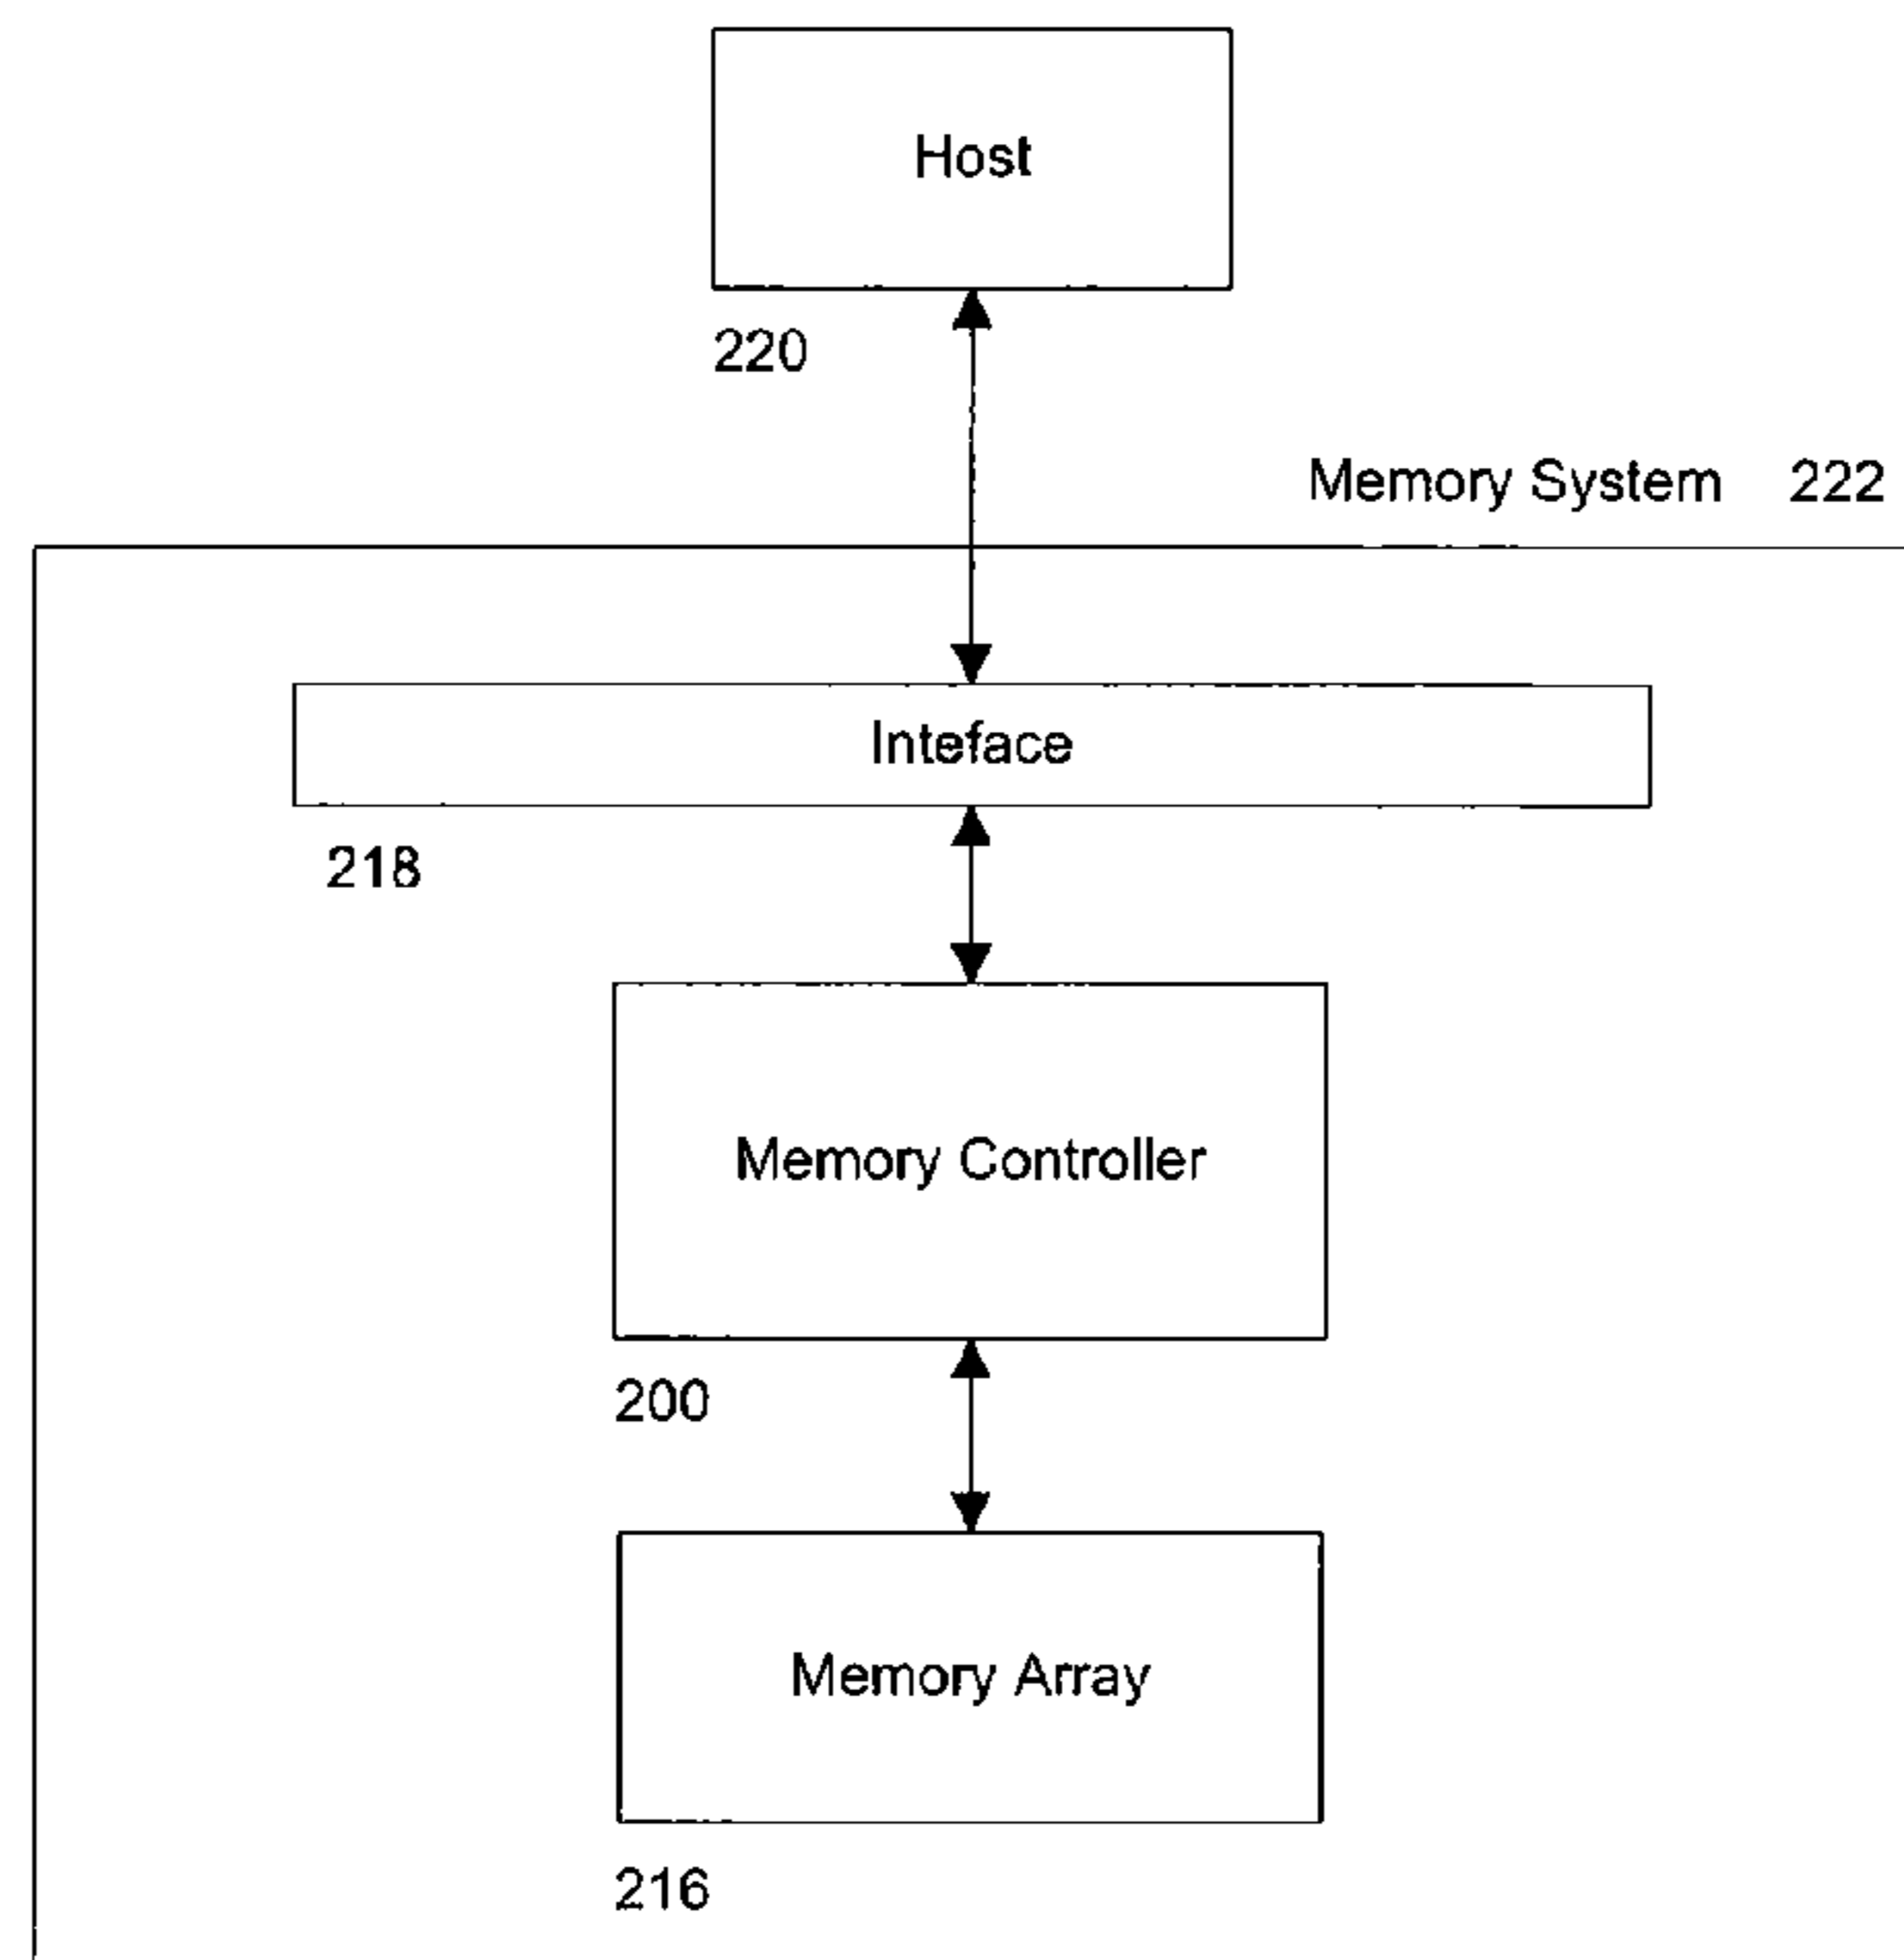 Host
220
Memory System 222
Inteface
218
Memory Controller
200
Memory Array
216